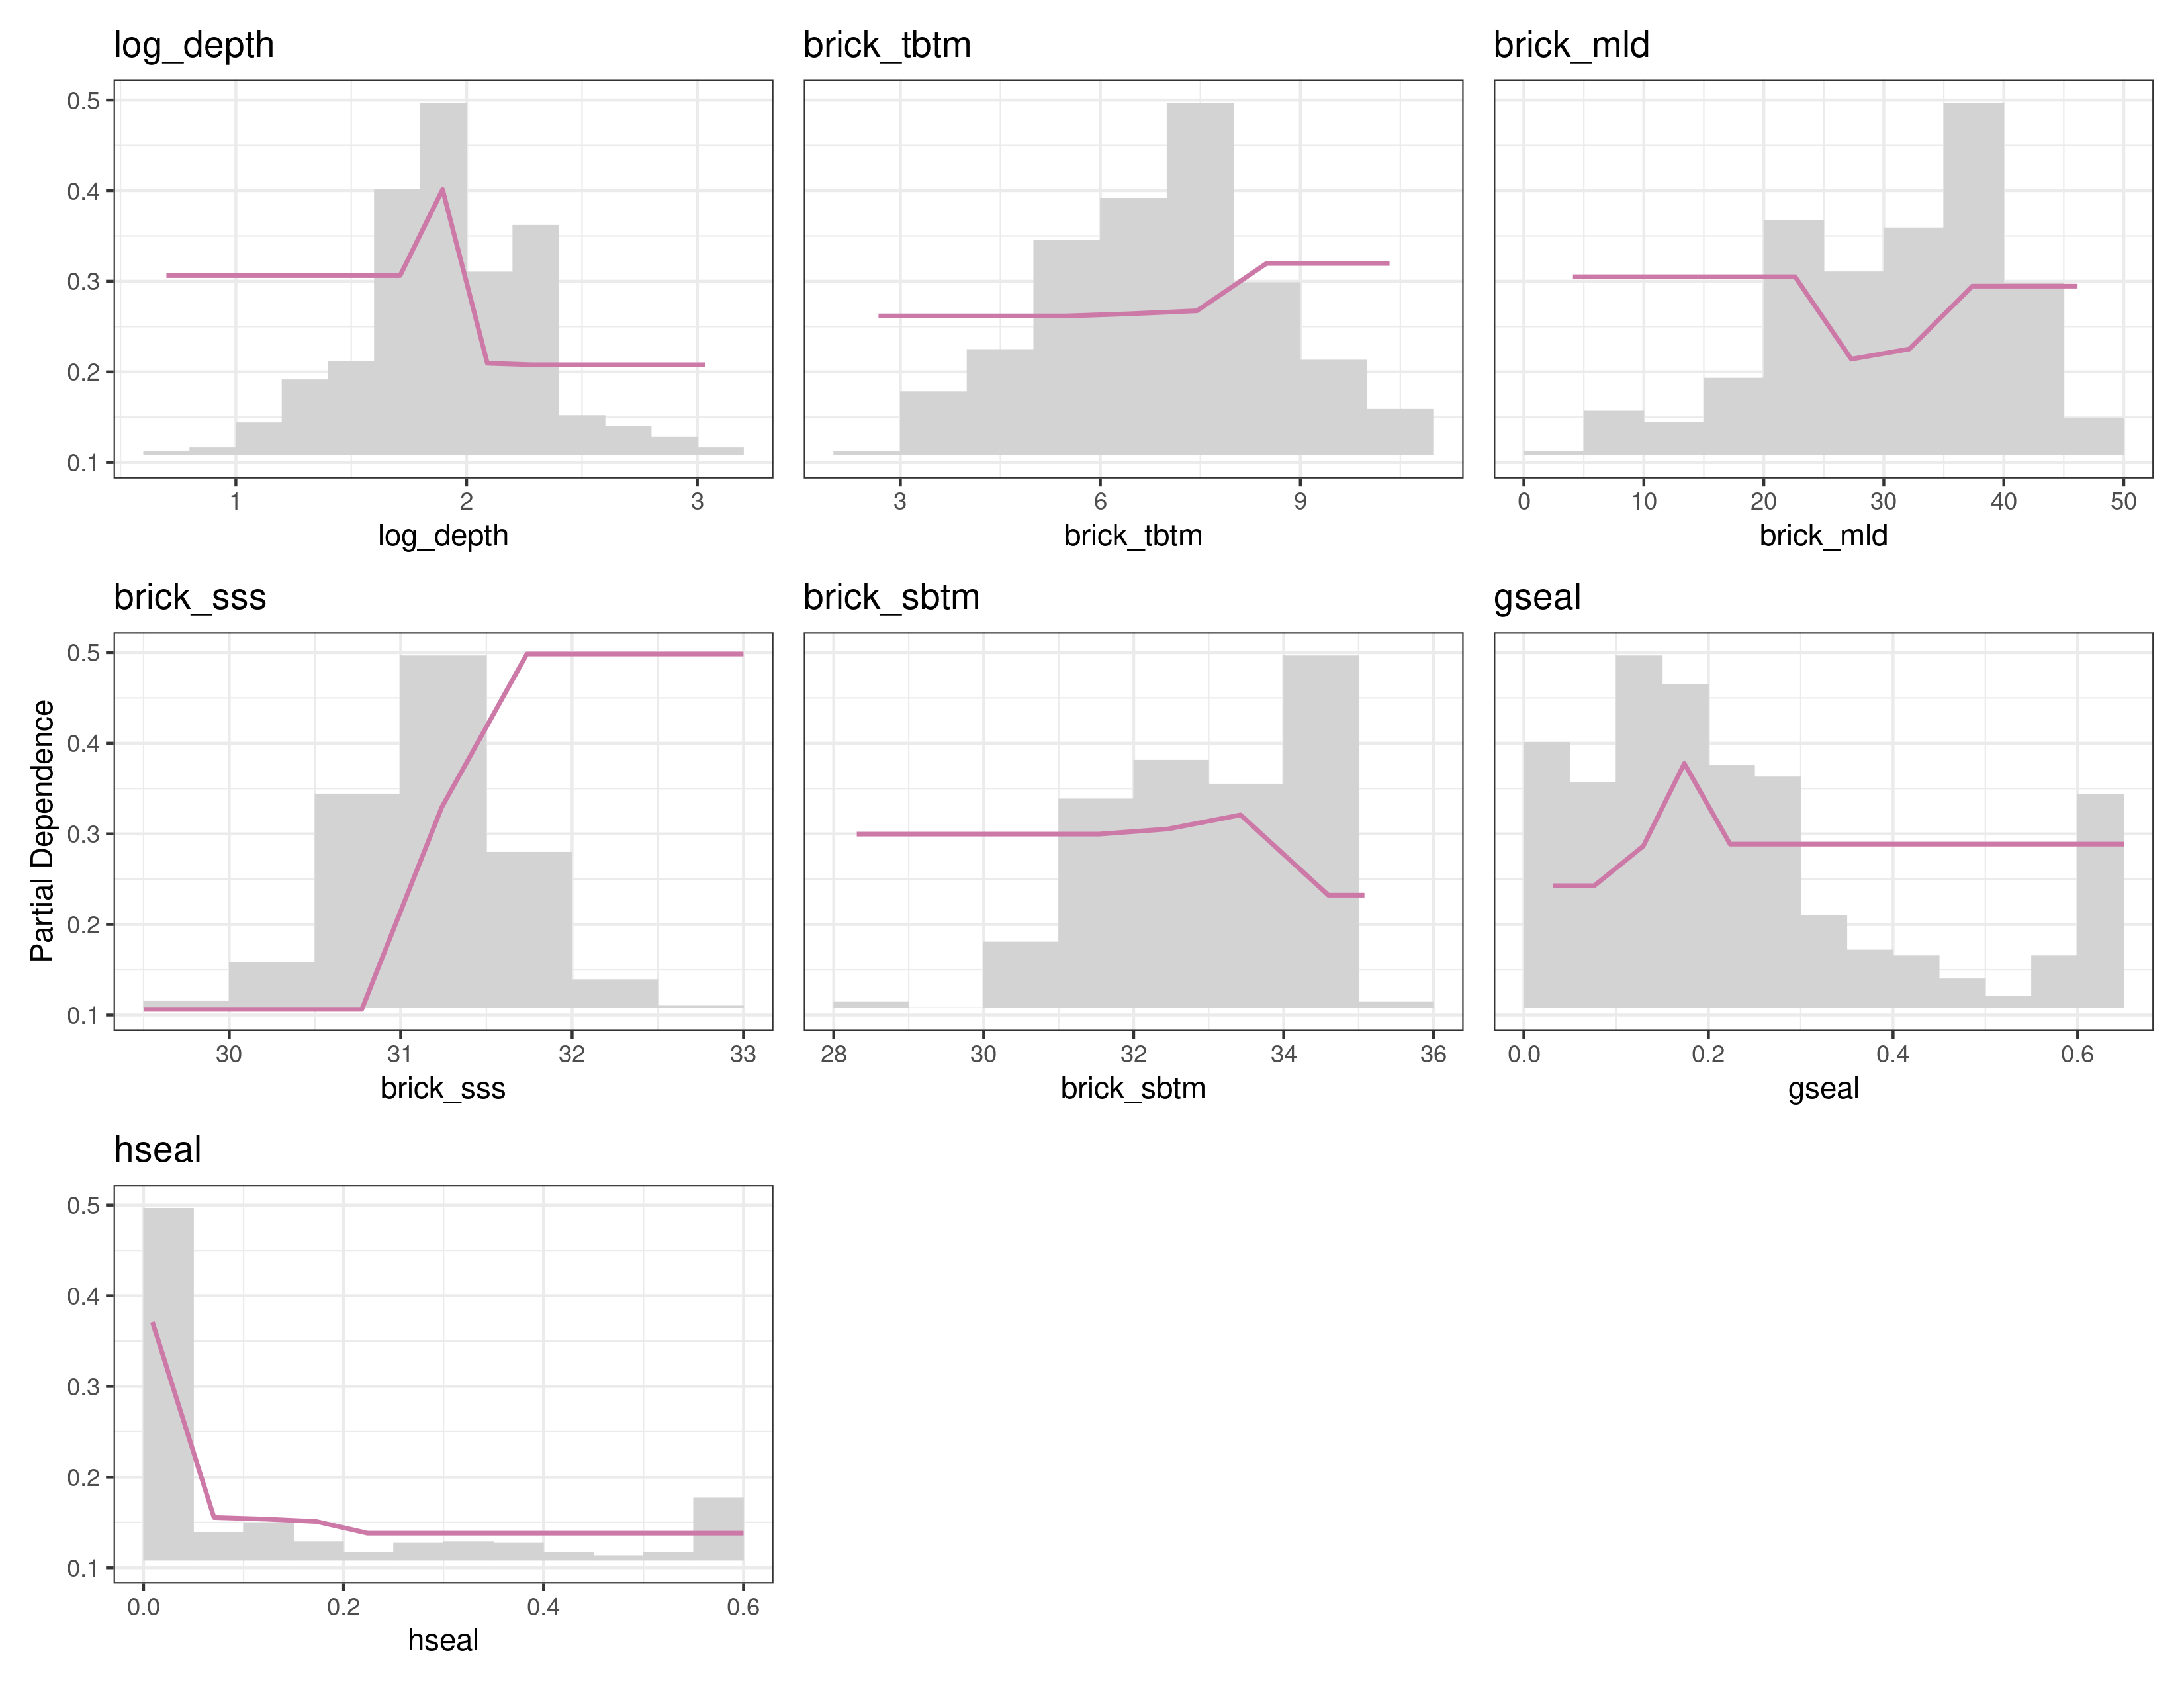 log_depth
brick_tbtm
brick_mld
0.5
0.4
0.3
0.2
0.1
1 2 3
3 6 9
0 10 20 30 40 50
log_depth
brick_tbtm
brick_mld
brick_sss
brick_sbtm
gseal
Partial Dependence
0.5
0.4
0.3
0.2
0.1
30 31 32 33
28 30 32 34 36
0.0 0.2 0.4 0.6
brick_sss
brick_sbtm
gseal
hseal
0.5
0.4
0.3
0.2
0.1
0.0 0.2 0.4 0.6
hseal